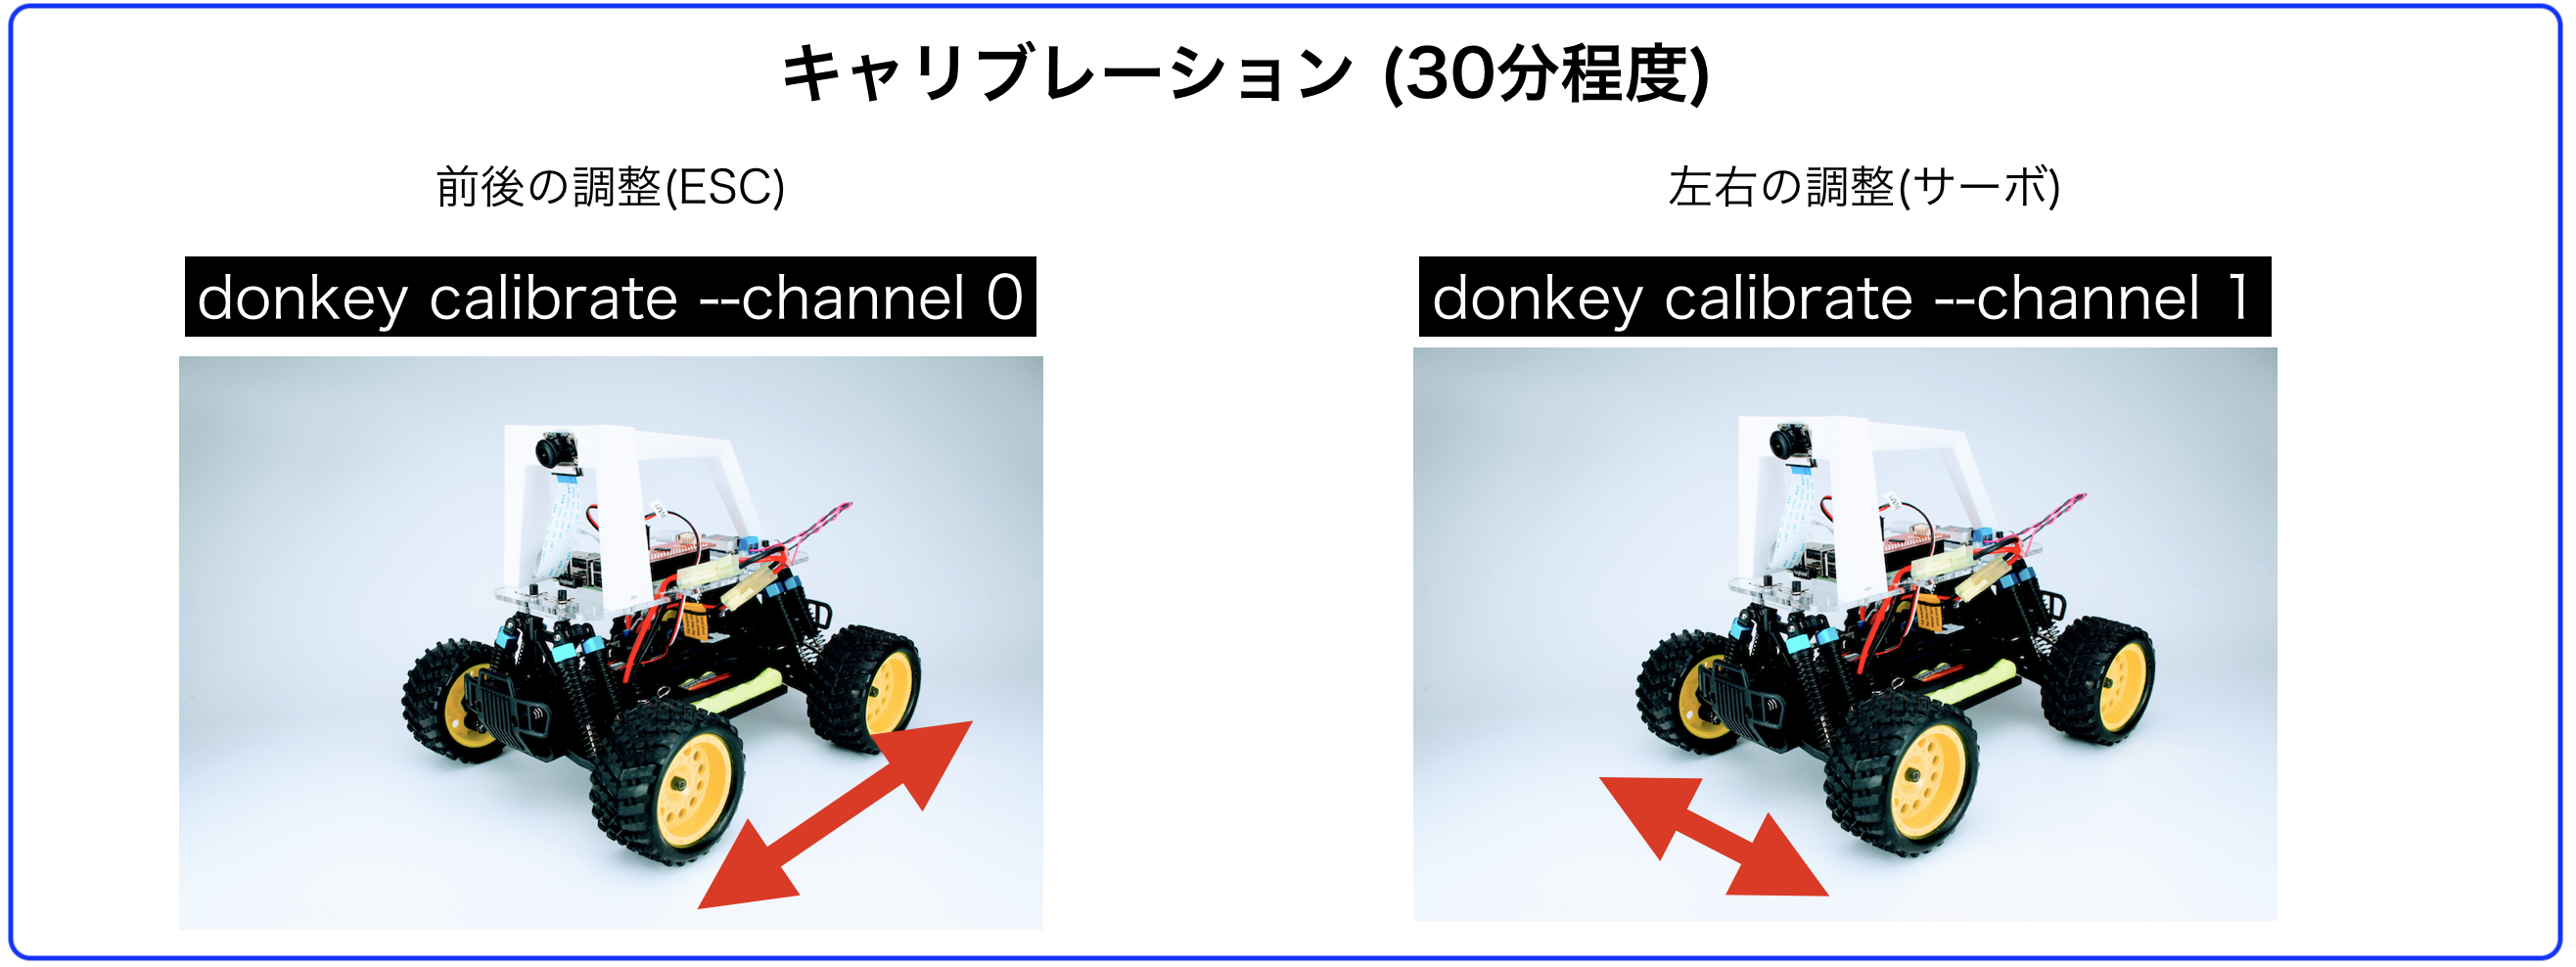 キャリブレーション (30分程度)
前後の調整(ESC)
左右の調整(サーボ)
donkey calibrate --channel 0
donkey calibrate --channel 1